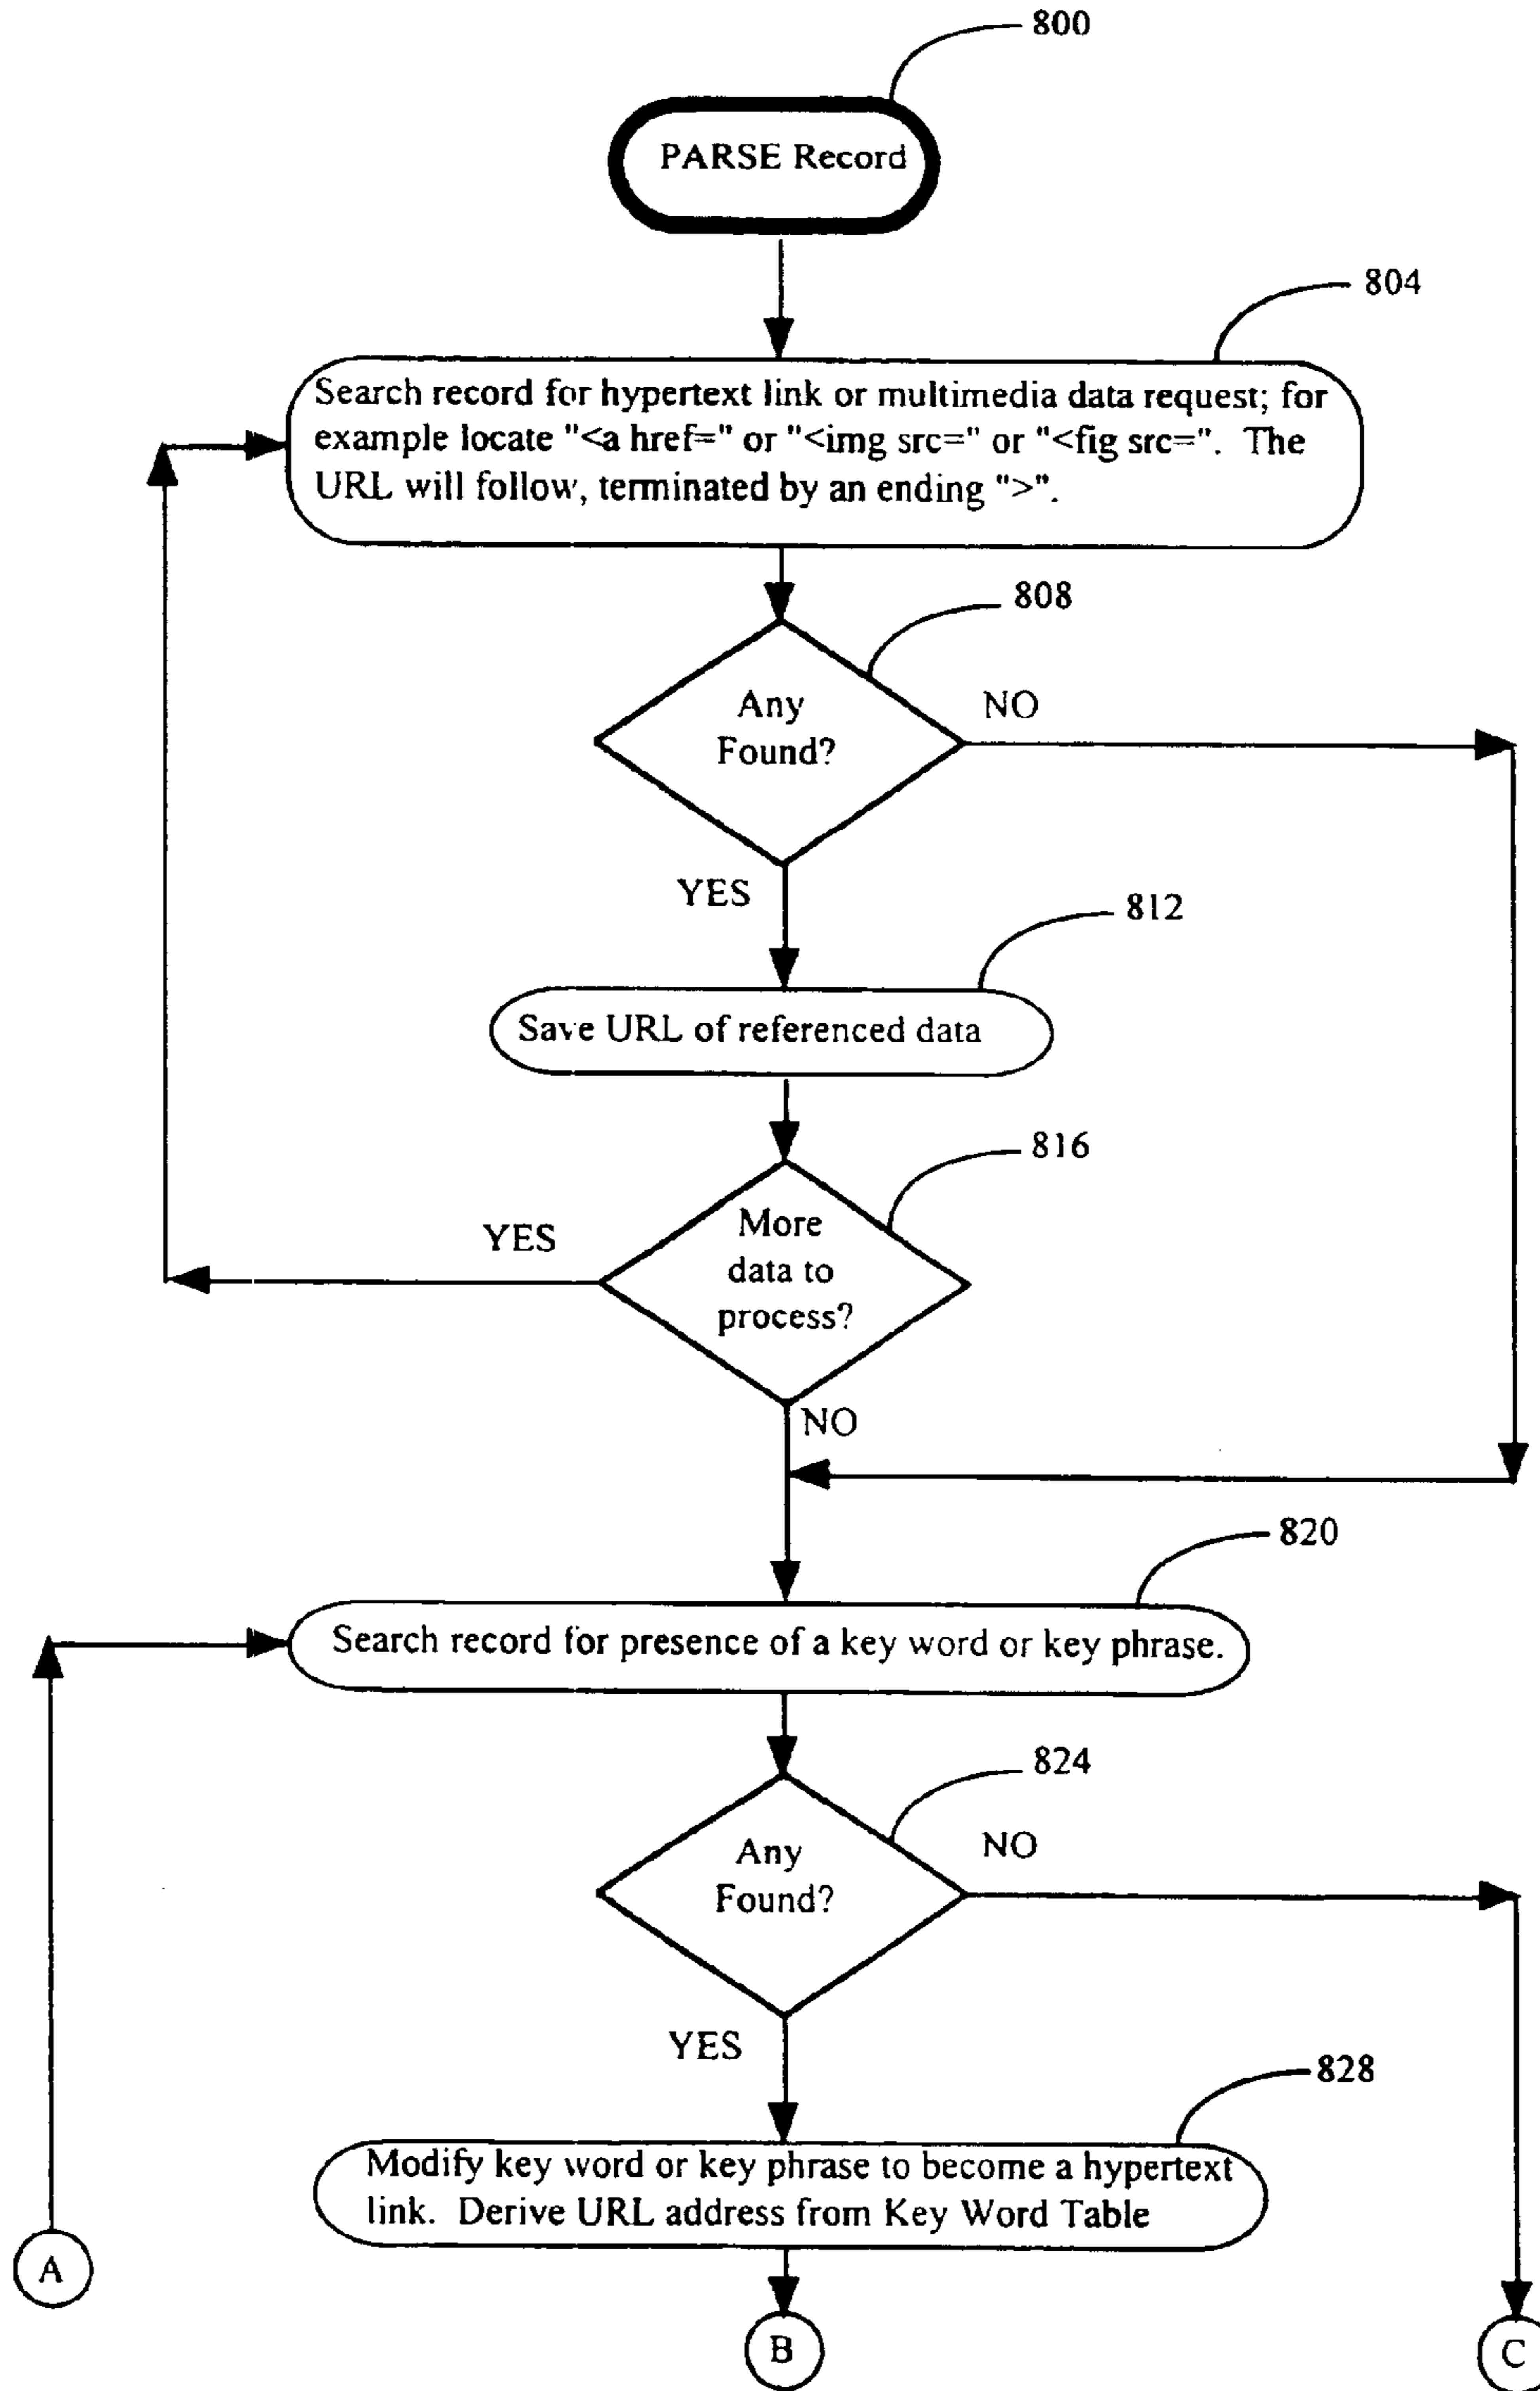 800
PARSE Record
804
Search record for hypertext link or multimedia data request; for
example locate "<a href=" or "<img src=" or "<fig src=".  The
URL will follow, terminated by an ending ">".
808
Any
Found?
NO
YES
812
Save URL of referenced data
816
More
data to
process?
YES
NO
820
Search record for presence of a key word or key phrase.
824
Any
Found?
NO
YES
828
Modify key word or key phrase to become a hypertext
link.  Derive URL address from Key Word Table
A
B
C